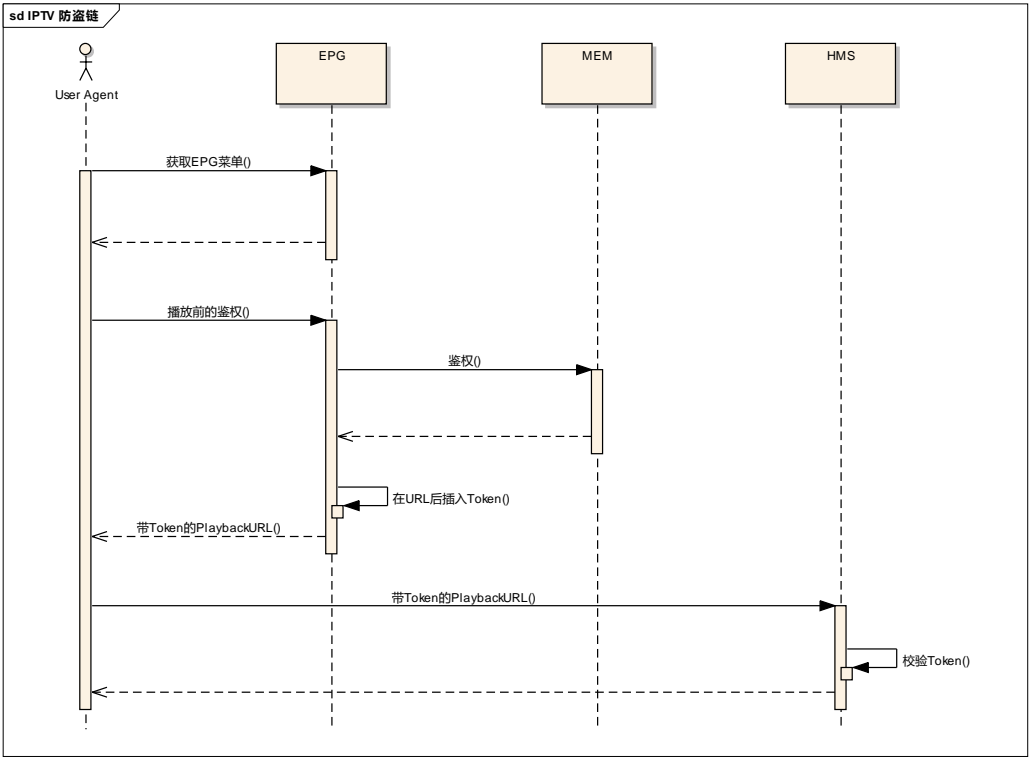 sd IPTV 防盗链
EPG
MEM
HMS
User Agent
获取EPG菜单()
播放前的鉴权()
鉴权()
在URL后插入Token()
带Token的PlaybackURL()
带Token的PlaybackURL()
校验Token()